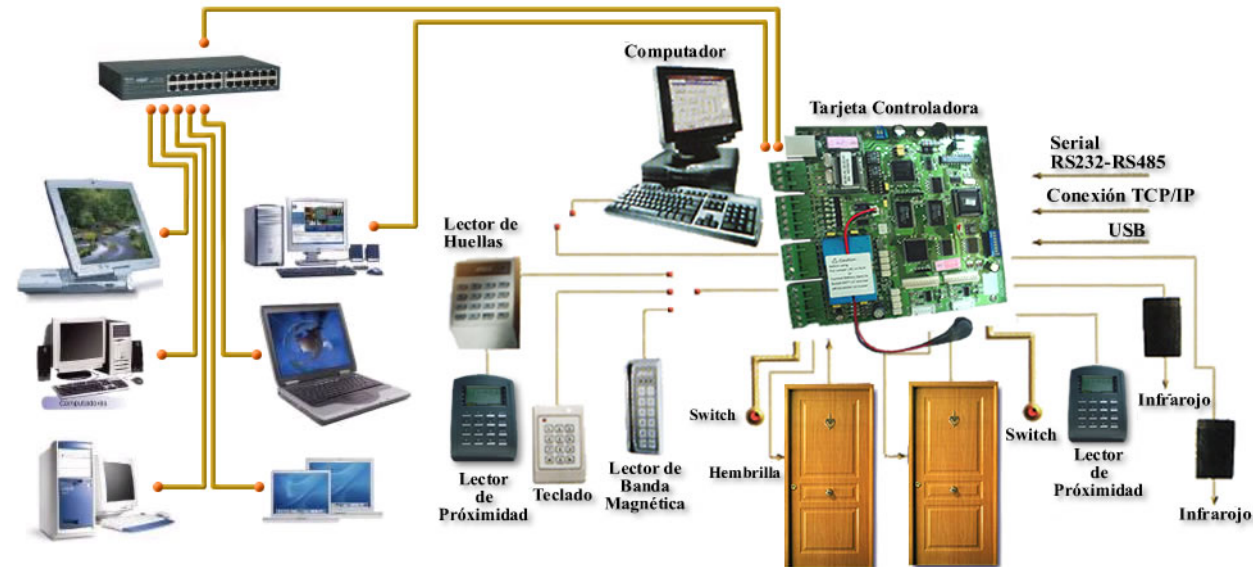 Computador
Tarjeta Controladora
Serial
RS232-RS485
Conexión TCP/IP
USB
Lector de
Huellas
Computadores
Switch
Hembrilla
Switch
Infrarojo
Infrarojo
Lector
de
Próximidad
Teclado
Lector de
Banda
Magnética
Lector
de
Próximidad